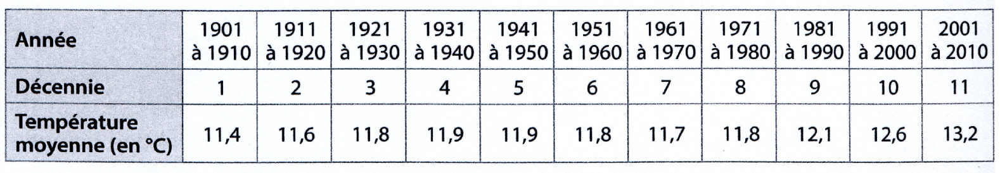 Année 1901 à 1910 1911 à 1920 1921 à 1930 1931 à 1940 1941 à 1950 1951 à 1960 1961 à 1970 1971 à 1980 1981 à 1990 1991 à 2000 2001 à 2010
Décennie 1 2 3 4 5 6 7 8 9 10 11
Température moyenne (en °C) 11,4 11,6 11,8 11,9 11,9 11,8 11,7 11,8 12,1 12,6 13,2